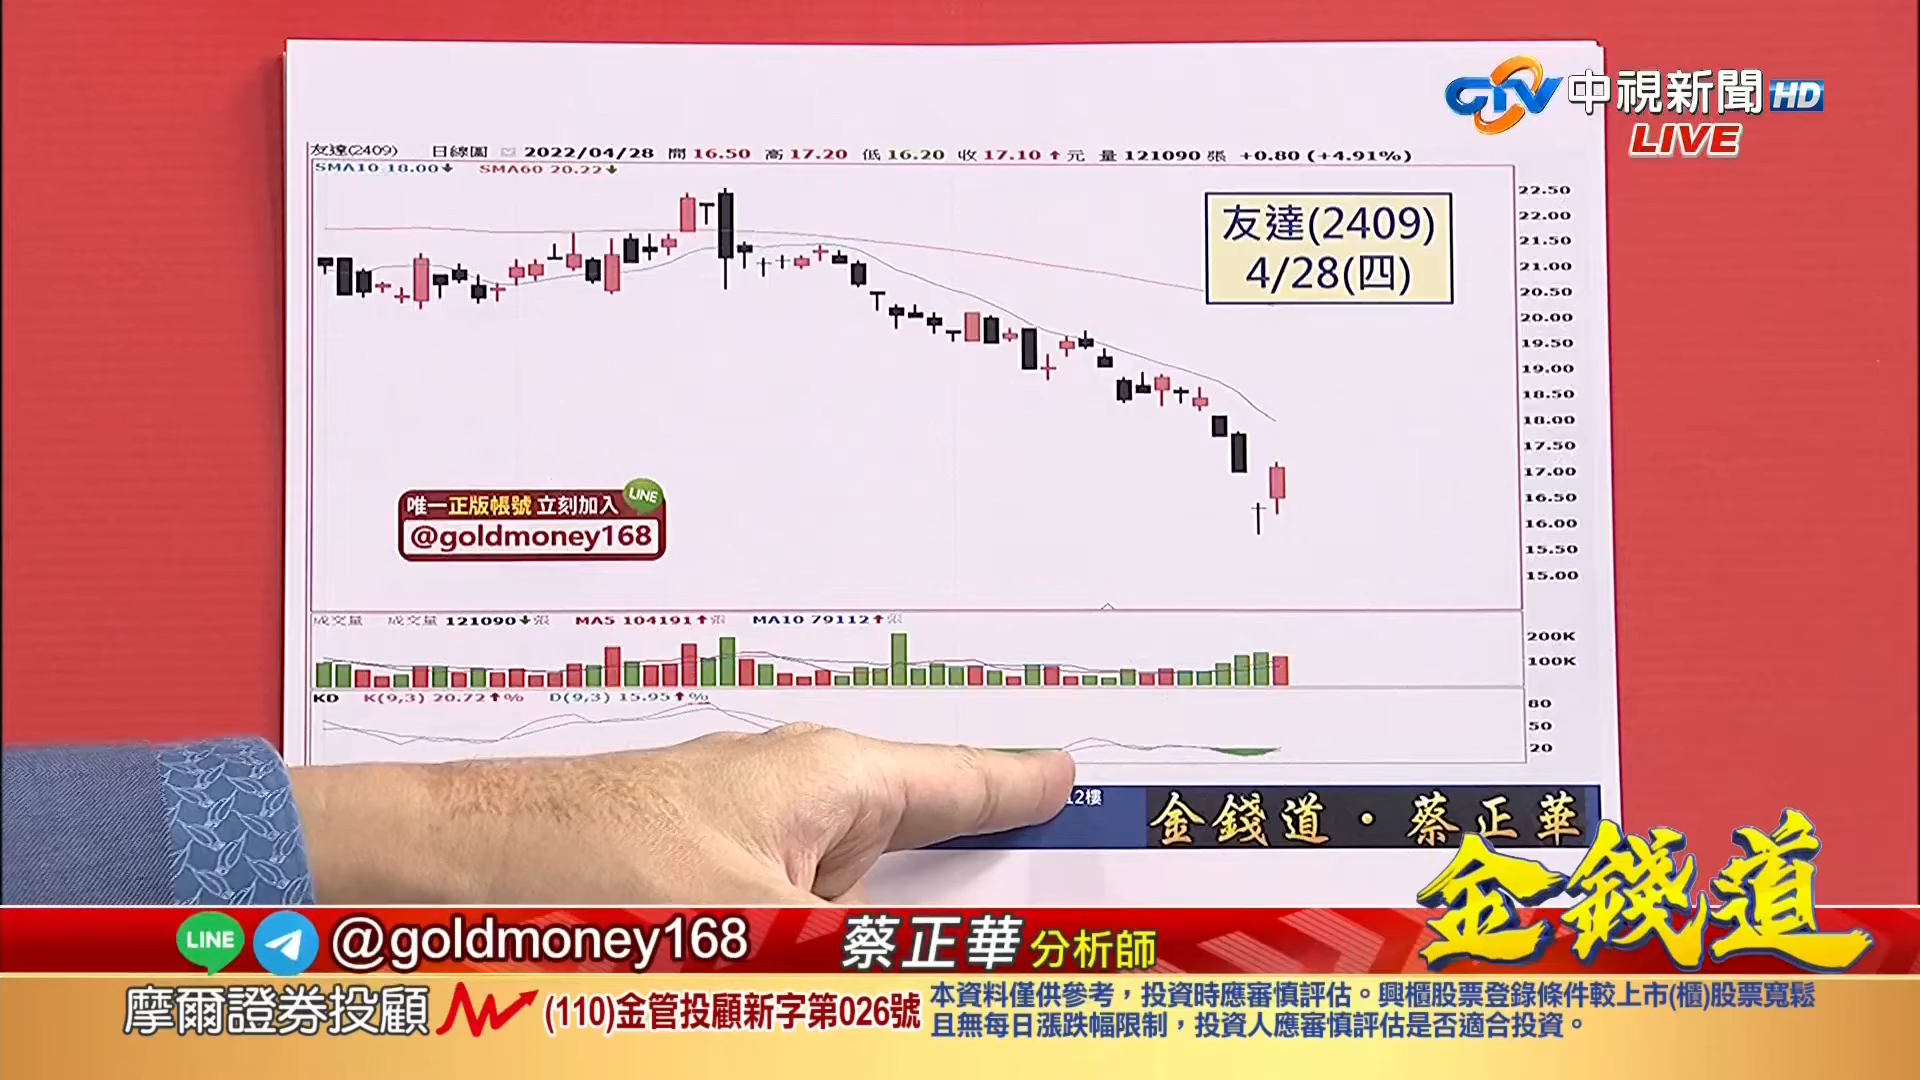 CTV 中視新聞 HD
LIVE
友達(2409) 日線圖 2022/04/28 開 16.50 高 17.20 低 16.20 收 17.10↑元 量 121090 張 +0.80 (+4.91%)
SMA10 18.00↓ SMA60 20.22↓
友達(2409)
4/28(四)
22.50
22.00
21.50
21.00
20.50
20.00
19.50
19.00
18.50
18.00
17.50
17.00
16.50
16.00
15.50
15.00
唯一正版帳號 立刻加入 LINE
@goldmoney168
成交量 成交量 121090↓張 MA5 104191↑張 MA10 79112↑張
200K
100K
KD K(9,3) 20.72↑% D(9,3) 15.95↑%
80
50
20
12樓
金錢道・蔡正華
金錢道
LINE @goldmoney168 蔡正華 分析師
摩爾證券投顧 (110)金管投顧新字第026號
本資料僅供參考，投資時應審慎評估。興櫃股票登錄條件較上市(櫃)股票寬鬆
且無每日漲跌幅限制，投資人應審慎評估是否適合投資。